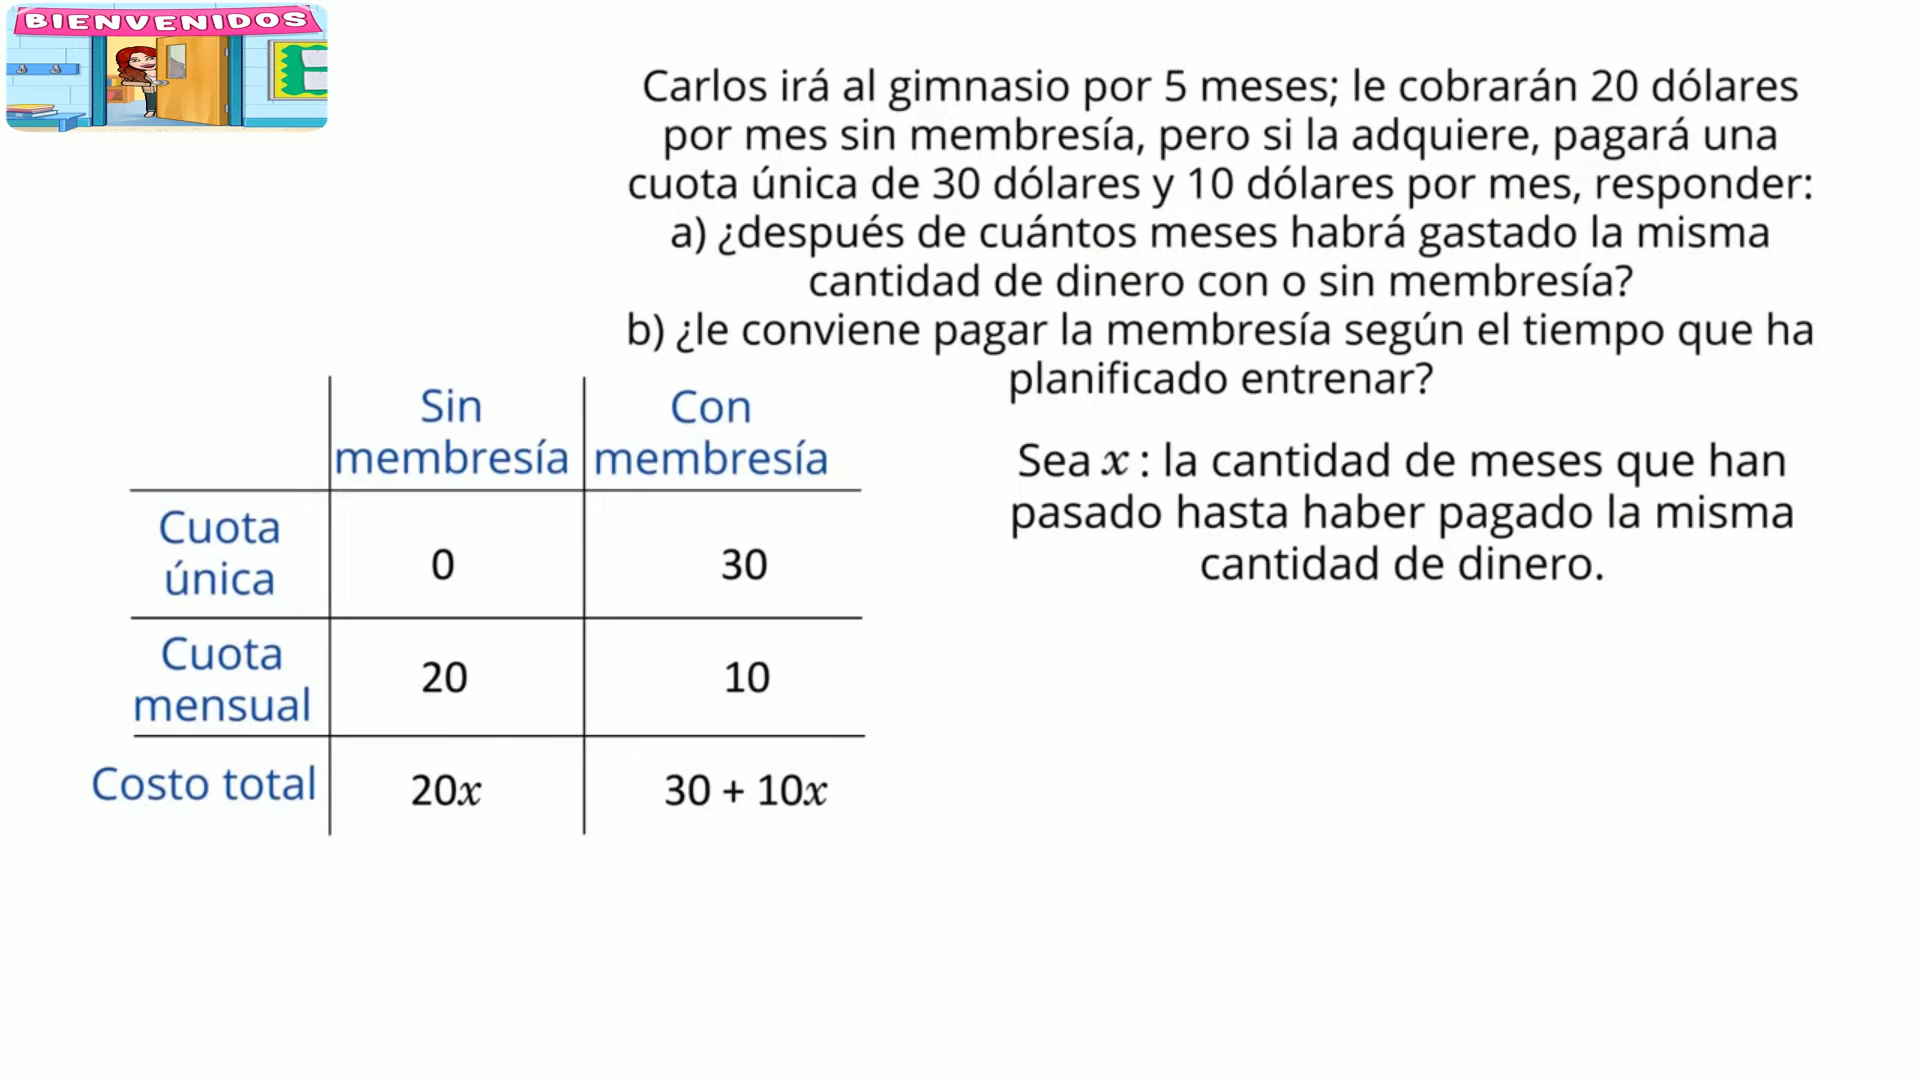 BIENVENIDOS
Carlos irá al gimnasio por 5 meses; le cobrarán 20 dólares
por mes sin membresía, pero si la adquiere, pagará una
cuota única de 30 dólares y 10 dólares por mes, responder:
a) ¿después de cuántos meses habrá gastado la misma
cantidad de dinero con o sin membresía?
b) ¿le conviene pagar la membresía según el tiempo que ha
planificado entrenar?
Sin membresía
Con membresía
Cuota única
0
30
Cuota mensual
20
10
Costo total
20x
30 + 10x
Sea x : la cantidad de meses que han
pasado hasta haber pagado la misma
cantidad de dinero.